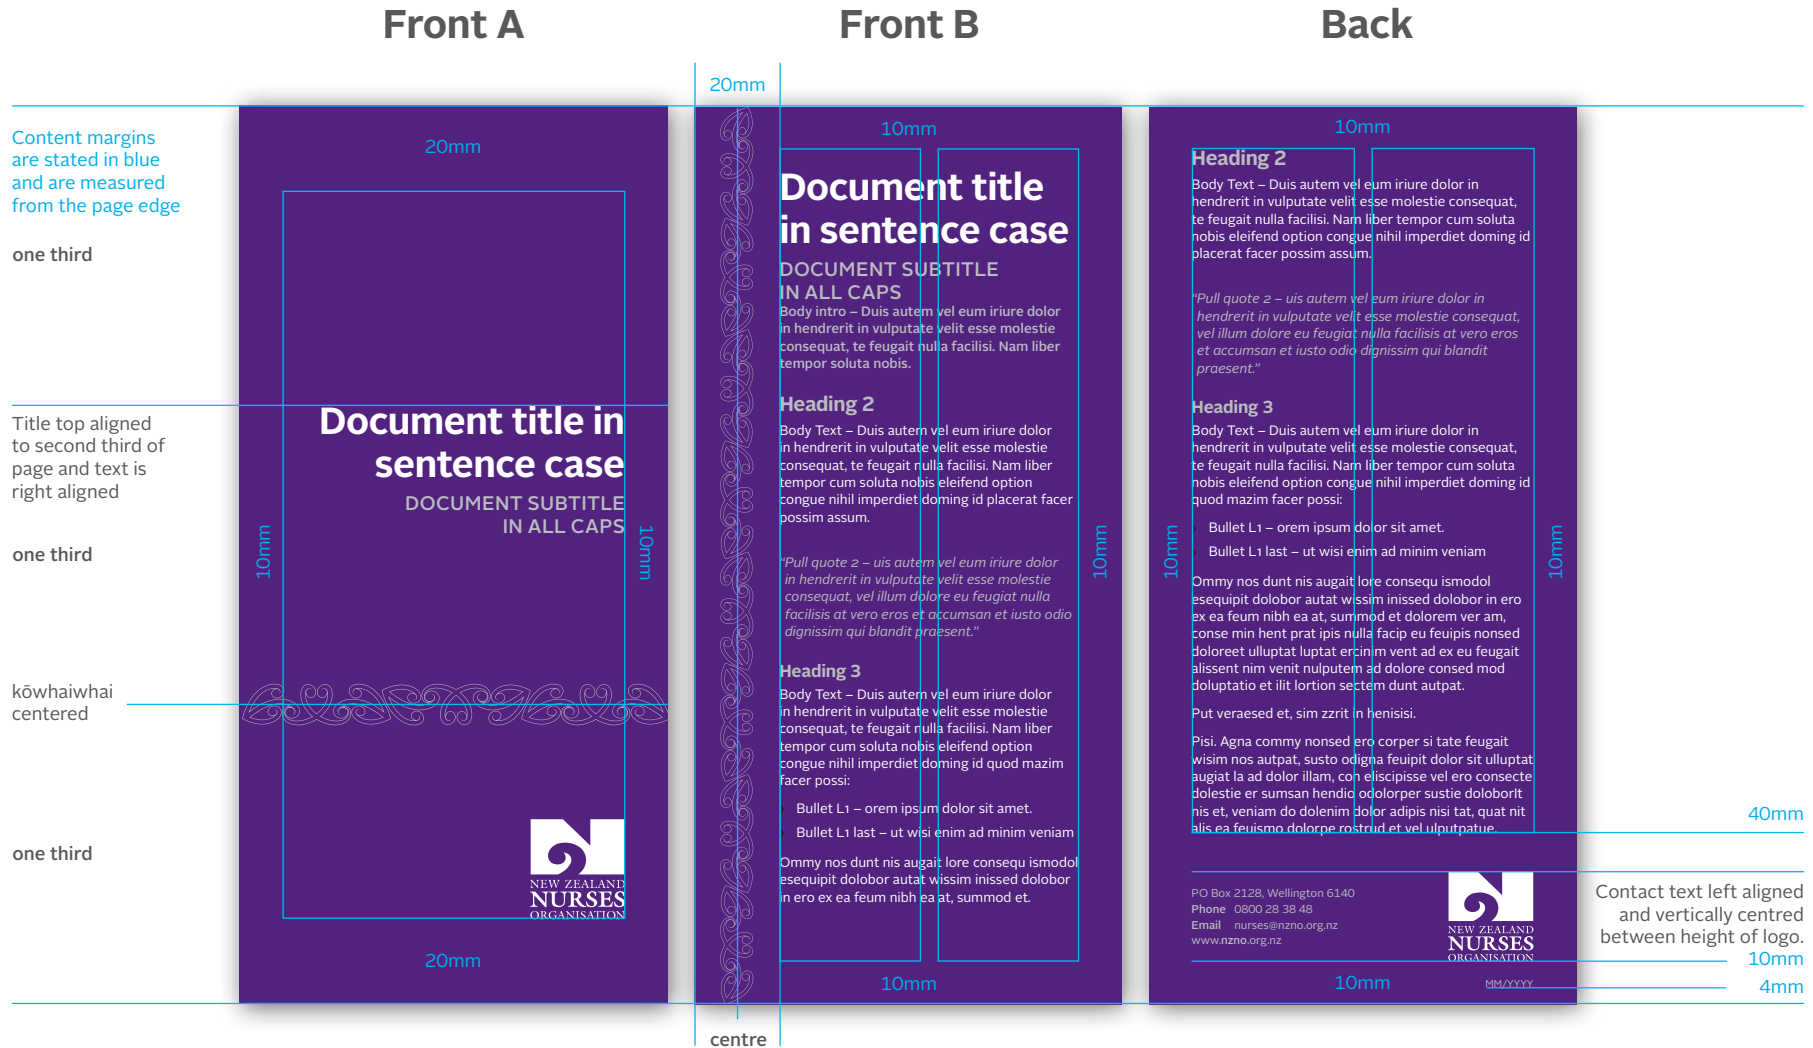 Front A
Front B
Back
Content margins
are stated in blue
and are measured
from the page edge
one third
Title top aligned
to second third of
page and text is
right aligned
one third
kōwhaiwhai
centered
one third
20mm
Document title in
sentence case
DOCUMENT SUBTITLE
IN ALL CAPS
10mm
10mm
NEW ZEALAND
NURSES
ORGANISATION
20mm
20mm
10mm
Document title
in sentence case
DOCUMENT SUBTITLE
IN ALL CAPS
Body intro – Duis autem vel eum iriure dolor
in hendrerit in vulputate velit esse molestie
consequat, te feugait nulla facilisi. Nam liber
tempor soluta nobis.
Heading 2
Body Text – Duis autem vel eum iriure dolor
in hendrerit in vulputate velit esse molestie
consequat, te feugait nulla facilisi. Nam liber
tempor cum soluta nobis eleifend option
congue nihil imperdiet doming id placerat facer
possim assum.
“Pull quote 2 – uis autem vel eum iriure dolor
in hendrerit in vulputate velit esse molestie
consequat, vel illum dolore eu feugiat nulla
facilisis at vero eros et accumsan et iusto odio
dignissim qui blandit praesent.”
Heading 3
Body Text – Duis autem vel eum iriure dolor
in hendrerit in vulputate velit esse molestie
consequat, te feugait nulla facilisi. Nam liber
tempor cum soluta nobis eleifend option
congue nihil imperdiet doming id quod mazim
facer possi:
Bullet L1 – orem ipsum dolor sit amet.
Bullet L1 last – ut wisi enim ad minim veniam
Ommy nos dunt nis augait lore consequ ismodol
esequipit dolobor autat wissim inissed dolobor
in ero ex ea feum nibh ea at, summod et.
10mm
10mm
centre
10mm
Heading 2
Body Text – Duis autem vel eum iriure dolor in
hendrerit in vulputate velit esse molestie consequat,
te feugait nulla facilisi. Nam liber tempor cum soluta
nobis eleifend option congue nihil imperdiet doming id
placerat facer possim assum.
“Pull quote 2 – uis autem vel eum iriure dolor in
hendrerit in vulputate velit esse molestie consequat,
vel illum dolore eu feugiat nulla facilisis at vero eros
et accumsan et iusto odio dignissim qui blandit
praesent.”
Heading 3
Body Text – Duis autem vel eum iriure dolor in
hendrerit in vulputate velit esse molestie consequat,
te feugait nulla facilisi. Nam liber tempor cum soluta
nobis eleifend option congue nihil imperdiet doming id
quod mazim facer possi:
Bullet L1 – orem ipsum dolor sit amet.
Bullet L1 last – ut wisi enim ad minim veniam
Ommy nos dunt nis augait lore consequ ismodol
esequipit dolobor autat wissim inissed dolobor in ero
ex ea feum nibh ea at, summod et dolorem ver am,
conse min hent prat ipis nulla facip eu feuipis nonsed
doloreet ulluptat luptat ercinim vent ad ex eu feugait
alissent nim venit nulputem ad dolore consed mod
doluptatio et ilit lortion sectem dunt autpat.
Put veraesed et, sim zzrit in henisisi.
Pisi. Agna commy nonsed ero corper si tate feugait
wisim nos autpat, susto odigna feuipit dolor sit ulluptat
augiat la ad dolor illam, con eliscipisse vel ero consecte
dolestie er sumsan hendio odolorper sustie doloborlt
nis et, veniam do dolenim dolor adipis nisi tat, quat nit
alis ea feuismo dolorpe rostrud et vel ulputpatue.
10mm
10mm
PO Box 2128, Wellington 6140
Phone 0800 28 38 48
Email nurses@nzno.org.nz
www.nzno.org.nz
NEW ZEALAND
NURSES
ORGANISATION
10mm
MM/YYYY
40mm
Contact text left aligned
and vertically centred
between height of logo.
10mm
4mm